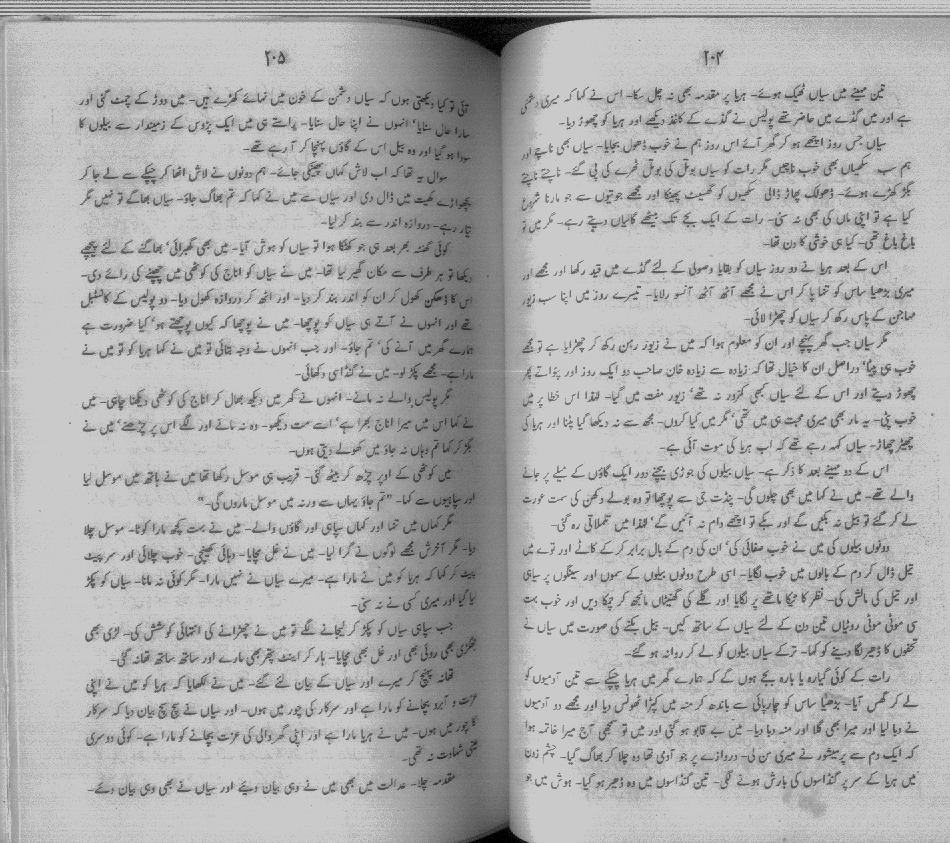 ۲۰۴
تین مہینے میں سیاں ٹھیک ہوئے۔ ہریا پر مقدمہ بھی نہ چل سکا۔ اس نے کہا کہ میری دشمنی
ہے اور میں گڈے میں حاضر تھے پولیس نے گڈے کے کاغذ دیکھے اور ہریا کو چھوڑ دیا۔
سیاں جس روز اچھے ہو کر گھر آئے اس روز ہم نے خوب ڈھول بجایا۔ سیاں بھی ناچے اور
ہم سب سکھیاں بھی خوب ناچیں مگر رات کو سیاں بوتل کی بوتل ٹھرے کی پی گئے۔ ناچتے ناچتے
بگڑ کھڑے ہوئے۔ ڈھولک پھاڑ ڈالی سکھیوں کو گھسیٹ پھینکا اور مجھے جوتیوں سے جو مارنا شروع
کیا ہے تو اپنی ماں کی بھی نہ سنی۔ رات کے ایک بجے تک بیٹھے گالیاں دیتے رہے۔ مگر میں تو
باغ باغ تھی۔ کیا ہی خوشی کا دن تھا۔
اس کے بعد ہریا نے دو روز سیاں کو بقایا وصولی کے لئے گڈے میں قید رکھا اور مجھے اور
میری بڑھیا ساس کو تنہا پا کر اس نے مجھے آٹھ آٹھ آنسو رلایا۔ تیسرے روز میں اپنا سب زیور
مہاجن کے پاس رکھ کر سیاں کو چھڑا لائی۔
مگر سیاں جب گھر پہنچے اور ان کو معلوم ہوا کہ میں نے زیور رہن رکھ کر چھڑایا ہے تو مجھے
خوب ہی پیٹا‘ دراصل ان کا خیال تھا کہ زیادہ سے زیادہ خان صاحب دو ایک روز اور پٹواتے پھر
چھوڑ دیتے اور اس کے لئے سیاں کبھی کمزور نہ تھے‘ زیور مفت میں گیا۔ لہٰذا اس خطا پر میں
خوب پٹی۔ یہ مار بھی میری محبت ہی میں تھی‘ مگر میں کیا کروں۔ مجھ سے نہ دیکھا گیا پٹنا اور ہریا کی
چھیڑ چھاڑ۔ سیاں کہہ رہے تھے کہ اب ہریا کی موت آئی ہے۔
اس کے دو مہینے بعد کا ذکر ہے۔ سیاں بیلوں کی جوڑی بیچنے دور ایک گاؤں کے میلے پر جانے
والے تھے۔ میں نے کہا میں بھی چلوں گی۔ پنڈت جی سے پوچھا تو وہ بولے دکھن کی سمت عورت
لے کر گئے تو بیل نہ بکیں گے اور بکے تو اچھے دام نہ آئیں گے‘ لہٰذا میں تلملاتی رہ گئی۔
دونوں بیلوں کی میں نے خوب صفائی کی‘ ان کی دم کے بال برابر کر کے کاٹے اور توے میں
تیل ڈال کر دم کے بالوں میں خوب لگایا۔ اسی طرح دونوں بیلوں کے سموں اور سینگوں پر سیاہی
اور تیل کی مالش کی۔ نظر کا ٹیکا ماتھے پر لگایا اور گلے کی گھنٹیاں مانجھ کر چمکا دیں اور خوب بہت
سی موٹی موٹی روٹیاں تین دن کے لئے سیاں کے ساتھ کیں۔ بیل بکنے کی صورت میں سیاں نے
تحفوں کا ڈھیر لگا دینے کو کہا۔ تڑکے سیاں بیلوں کو لے کر روانہ ہو گئے۔
رات کے کوئی گیارہ یا بارہ بجے ہوں گے کہ ہمارے گھر میں ہریا چپکے سے تین آدمیوں کو
لے کر گھس آیا۔ بڑھیا ساس کو چارپائی سے باندھ کر منہ میں کپڑا ٹھونس دیا اور مجھے دو آدمیوں
نے دبا لیا اور میرا بھی گلا اور منہ دبا دیا۔ میں بے قابو ہو گئی اور میں تو سمجھی آج میرا خاتمہ ہوا
کہ ایک دم سے پرمیشور نے میری سن لی۔ دروازے پر جو آدمی تھا وہ چلا کر بھاگ گیا۔ چشم زدن
میں ہریا کے سر پر گنڈاسوں کی بارش ہونے لگی۔ تین گنڈاسوں میں وہ ڈھیر ہو گیا۔ ہوش میں جو
۲۰۵
آئی تو کیا دیکھتی ہوں کہ سیاں دشمن کے خون میں نہائے کھڑے ہیں۔ میں دوڑ کے چمٹ گئی اور
سارا حال سنایا‘ انہوں نے اپنا حال سنایا۔ راستے ہی میں ایک پڑوس کے زمیندار سے بیلوں کا
سودا ہو گیا اور وہ بیل اس کے گاؤں پہنچا کر آ رہے تھے۔
سوال یہ تھا کہ اب لاش کہاں پھینکی جائے۔ ہم دونوں نے لاش اٹھا کر چپکے سے لے جا کر
پچھواڑے کھیت میں ڈال دی اور سیاں سے میں نے کہا کہ تم بھاگ جاؤ۔ سیاں بھاگے تو نہیں مگر
تیار رہے۔ دروازہ اندر سے بند کر لیا۔
کوئی گھنٹہ بھر بعد ہی جو کھٹکا ہوا تو سیاں کو ہوش آیا۔ میں بھی گھبرائی‘ بھاگنے کے لئے پیچھے
دیکھا تو ہر طرف سے مکان گھیر لیا تھا۔ میں نے سیاں کو اناج کی کوٹھی میں چھپنے کی رائے دی۔
اس کا ڈھکن کھول کر ان کو اندر بند کر دیا۔ اور اٹھ کر دروازہ کھول دیا۔ دو پولیس کے کانسٹیبل
تھے اور انہوں نے آتے ہی سیاں کو پوچھا۔ میں نے پوچھا کہ کیوں پوچھتے ہو‘ کیا ضرورت ہے
ہمارے گھر میں آنے کی‘ تم جاؤ۔ اور جب انہوں نے وجہ بتائی تو میں نے کہا ہریا کو تو میں نے
مارا ہے۔ مجھے پکڑ لو۔ میں نے گنڈاسی دکھائی۔
مگر پولیس والے نہ مانے۔ انہوں نے گھر میں دیکھ بھال کر اناج کی کوٹھی دیکھنا چاہی۔ میں
نے کہا اس میں میرا اناج بھرا ہے‘ اسے مت دیکھو۔ وہ نہ مانے اور لگے اس پر چڑھنے‘ میں نے
بگڑ کر کہا تم وہاں نہ جاؤ میں کھولے دیتی ہوں۔
میں کوٹھی کے اوپر چڑھ کر بیٹھ گئی۔ قریب ہی موسل رکھا تھا میں نے ہاتھ میں موسل لیا
اور سپاہیوں سے کہا۔ ”تم جاؤ یہاں سے ورنہ میں موسل ماروں گی۔“
مگر کہاں میں تنہا اور کہاں سپاہی اور گاؤں والے۔ میں نے بہت کچھ مارا کوٹا۔ موسل چلا
دیا۔ مگر آخرش مجھے لوگوں نے گرا لیا۔ میں نے غل مچایا۔ دہائی کھینچی۔ خوب چلائی اور سر پیٹ
پیٹ کر کہا کہ ہریا کو میں نے مارا ہے۔ میرے سیاں نے نہیں مارا۔ مگر کوئی نہ مانا۔ سیاں کو پکڑ
لیا گیا اور میری کسی نے نہ سنی۔
جب سپاہی سیاں کو پکڑ کر لیجانے لگے تو میں نے چھڑانے کی انتہائی کوشش کی۔ لڑی بھی
جھگڑی بھی روئی بھی اور غل بھی مچایا۔ ہار کر اینٹ پتھر بھی مارے اور ساتھ ساتھ تھانہ گئی۔
تھانہ پہنچ کر میرے اور سیاں کے بیان لئے گئے۔ میں نے لکھایا کہ ہریا کو میں نے اپنی
عزت و آبرو بچانے کو مارا ہے اور سرکار کی چور میں ہوں۔ اور سیاں نے سچ سچ بیان دیا کہ سرکار
کا چور میں ہوں۔ میں نے ہریا مارا ہے اور اپنی گھر والی کی عزت بچانے کو مارا ہے۔ کوئی دوسری
عینی شہادت نہ تھی۔
مقدمہ چلا۔ عدالت میں بھی میں نے وہی بیان دیئے اور سیاں نے بھی وہی بیان دئے۔